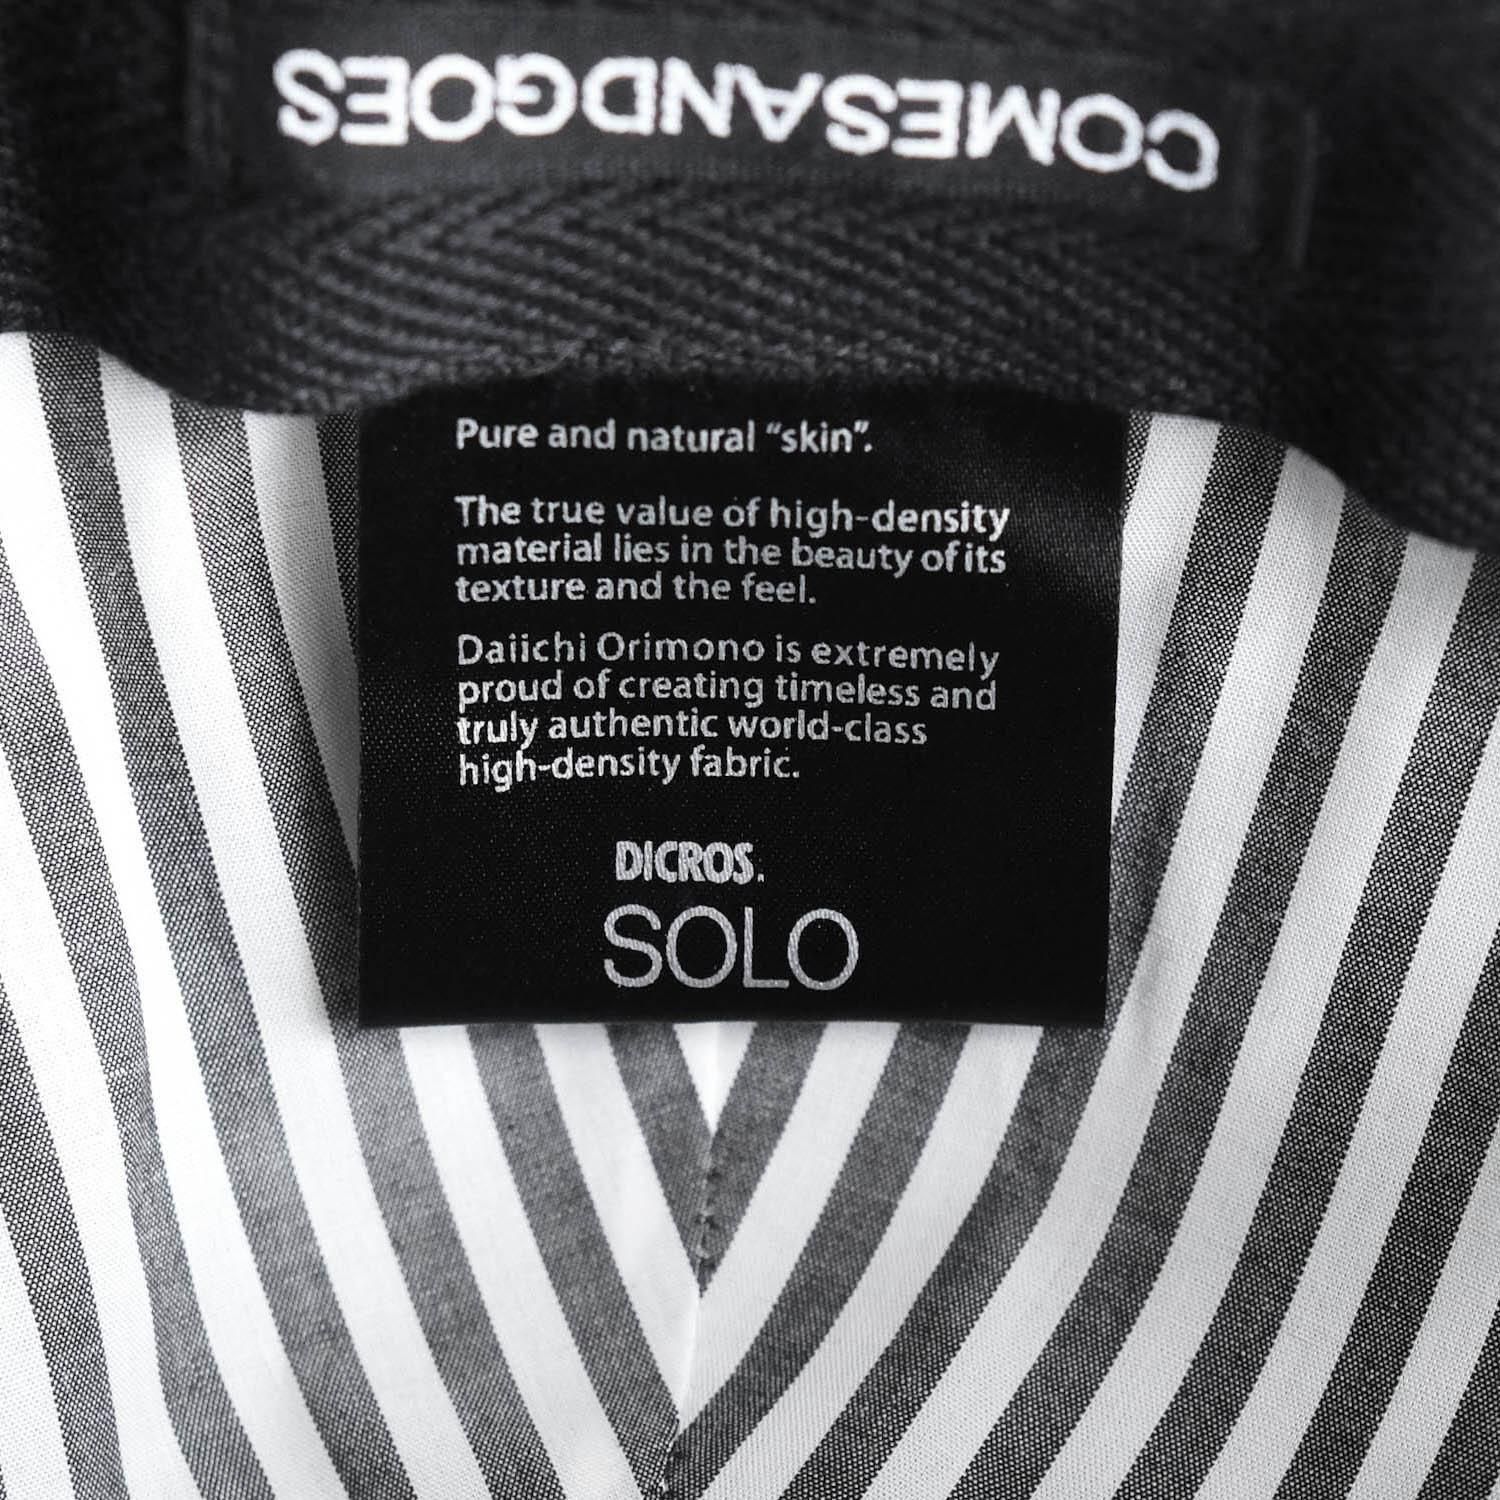 COMESANDGOES
Pure and natural “skin”.
The true value of high-density
material lies in the beauty of its
texture and the feel.
Daiichi Orimono is extremely
proud of creating timeless and
truly authentic world-class
high-density fabric.
DICROS.
SOLO